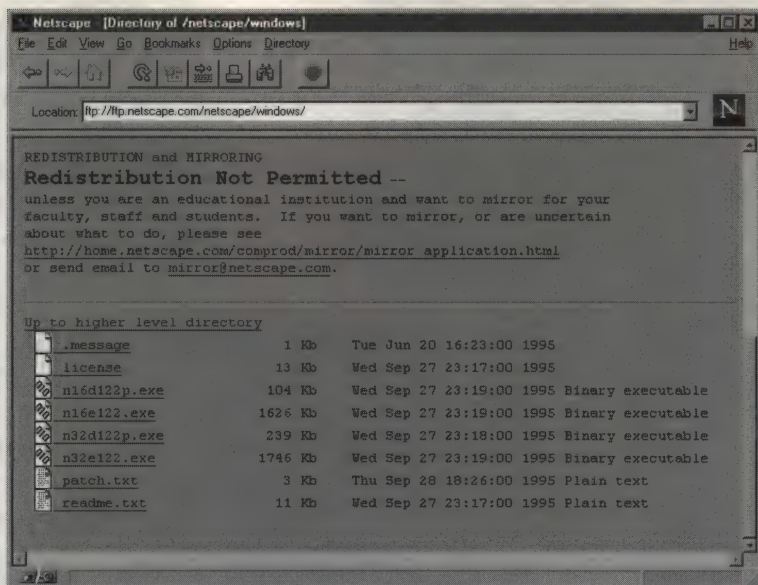 Netscape - [Directory of /netscape/windows]
File Edit View Go Bookmarks Options Directory Help
Location: ftp://ftp.netscape.com/netscape/windows/
N
REDISTRIBUTION and MIRRORING
Redistribution Not Permitted --
unless you are an educational institution and want to mirror for your
faculty, staff and students. If you want to mirror, or are uncertain
about what to do, please see
http://home.netscape.com/comprod/mirror/mirror_application.html
or send email to mirror@netscape.com.
Up to higher level directory
.message 1 Kb Tue Jun 20 16:23:00 1995
license 13 Kb Wed Sep 27 23:17:00 1995
n16d122p.exe 104 Kb Wed Sep 27 23:19:00 1995 Binary executable
n16e122.exe 1626 Kb Wed Sep 27 23:19:00 1995 Binary executable
n32d122p.exe 239 Kb Wed Sep 27 23:18:00 1995 Binary executable
n32e122.exe 1746 Kb Wed Sep 27 23:19:00 1995 Binary executable
patch.txt 3 Kb Thu Sep 28 18:26:00 1995 Plain text
readme.txt 11 Kb Wed Sep 27 23:17:00 1995 Plain text